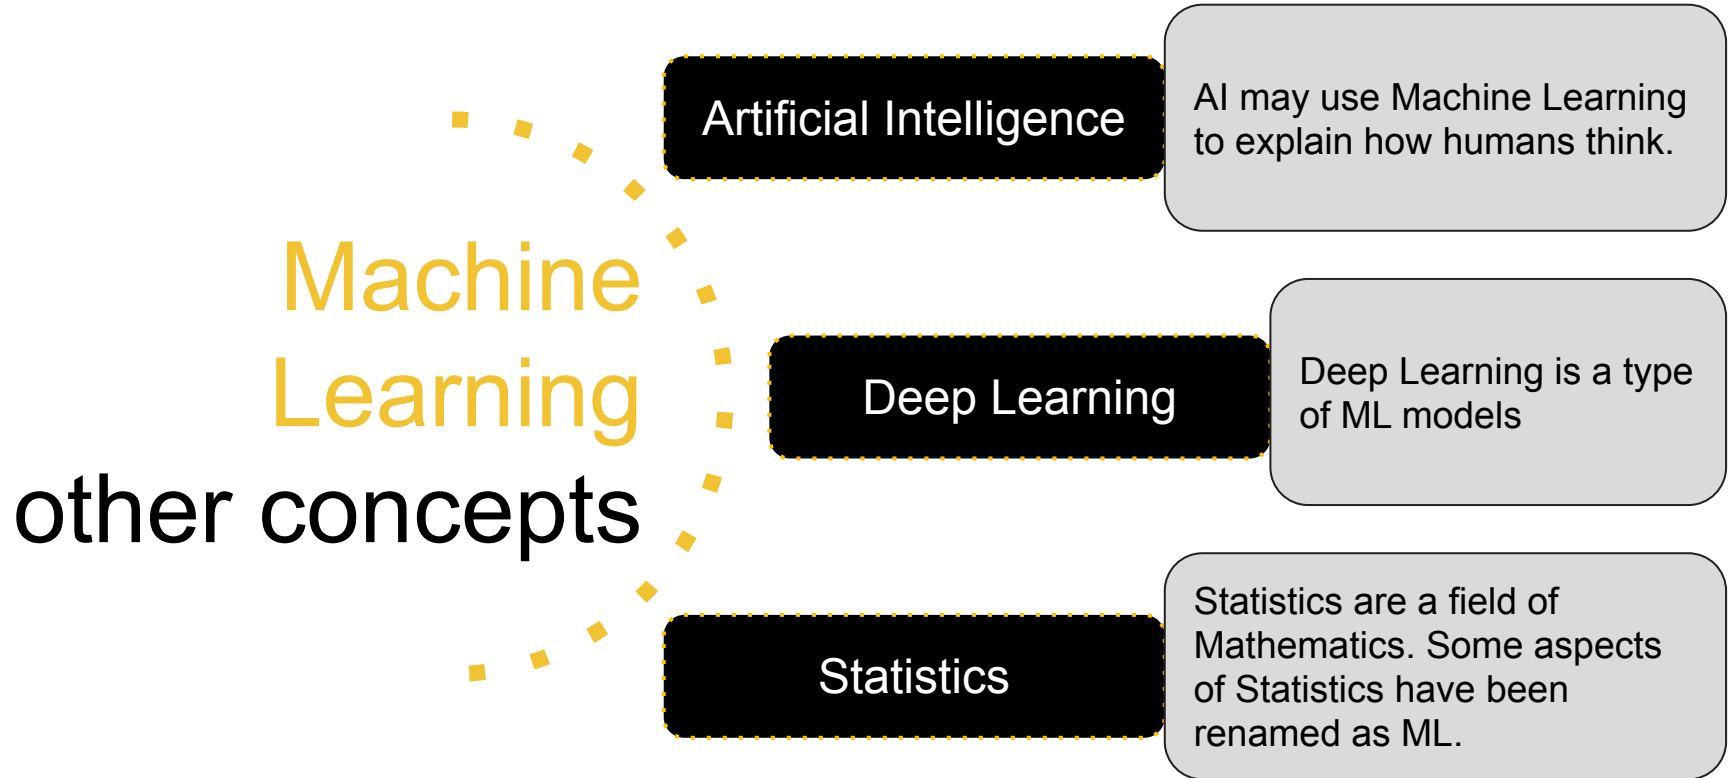 Machine
Learning
other concepts
Artificial Intelligence
AI may use Machine Learning
to explain how humans think.
Deep Learning
Deep Learning is a type
of ML models
Statistics
Statistics are a field of
Mathematics. Some aspects
of Statistics have been
renamed as ML.